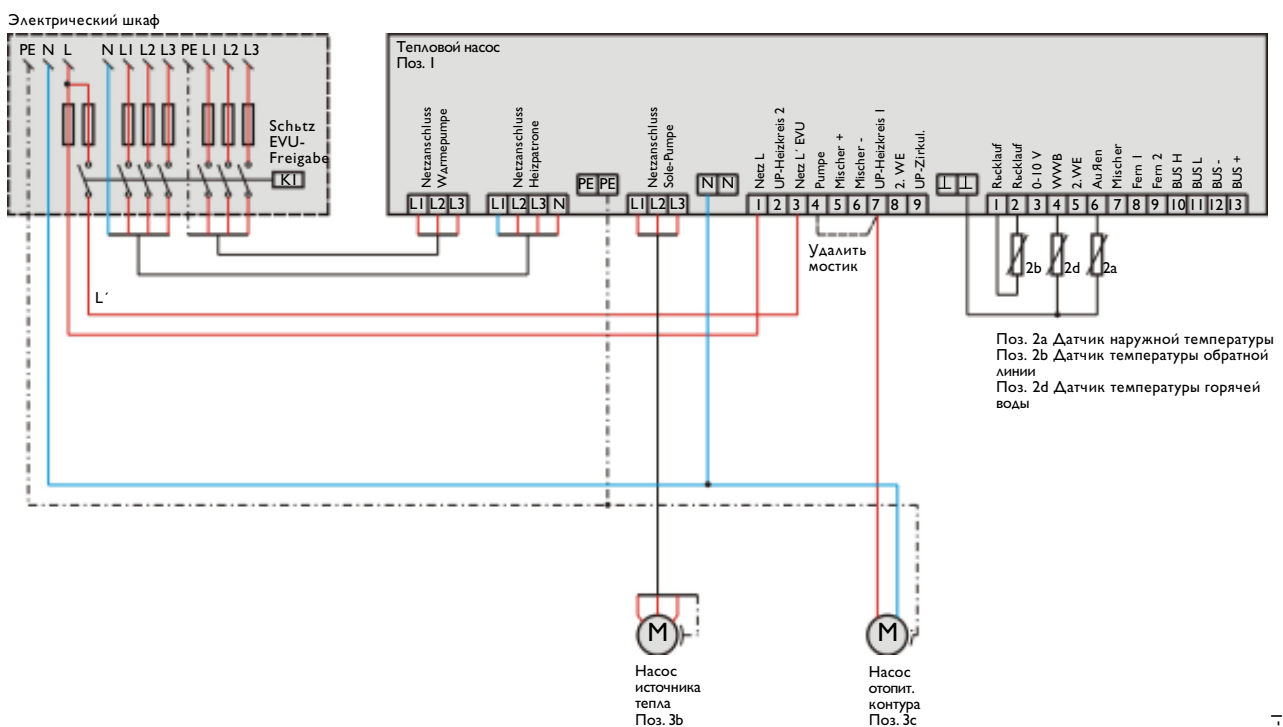 Электрический шкаф
PE N L N L1 L2 L3 PE L1 L2 L3
Schьtz
EVU-
Freigabe
K1
L´
Тепловой насос
Поз. 1
Netzanschluss
Wдrmepumpe
L1 L2 L3
Netzanschluss
Heizpatrone
L1 L2 L3 N
PE PE
Netzanschluss
Sole-Pumpe
L1 L2 L3
N N
Netz L
UP-Heizkreis 2
Netz L´ EVU
Pumpe
Mischer +
Mischer -
UP-Heizkreis 1
2. WE
UP-Zirkul.
1 2 3 4 5 6 7 8 9
Удалить
мостик
Rьcklauf
Rьcklauf
0-10 V
WWB
2. WE
AuЯen
Mischer
Fern 1
Fern 2
BUS H
BUS L
BUS -
BUS +
1 2 3 4 5 6 7 8 9 10 11 12 13
2b 2d 2a
Поз. 2a Датчик наружной температуры
Поз. 2b Датчик температуры обратной
линии
Поз. 2d Датчик температуры горячей
воды
M
Насос
источника
тепла
Поз. 3b
M
Насос
отопит.
контура
Поз. 3c